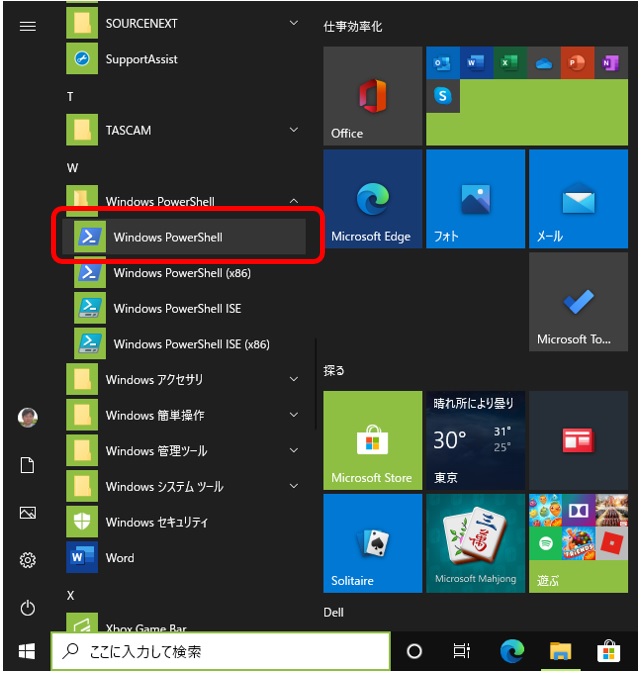 SOURCENEXT
SupportAssist
T
TASCAM
W
Windows PowerShell
Windows PowerShell
Windows PowerShell (x86)
Windows PowerShell ISE
Windows PowerShell ISE (x86)
Windows アクセサリ
Windows 簡単操作
Windows 管理ツール
Windows システム ツール
Windows セキュリティ
Word
X
Xbox Game Bar
ここに入力して検索
仕事効率化
Office
Microsoft Edge
フォト
メール
Microsoft To...
探る
Microsoft Store
晴れ所により曇り
30°
31°
25°
東京
Solitaire
Microsoft Mahjong
遊ぶ
Dell